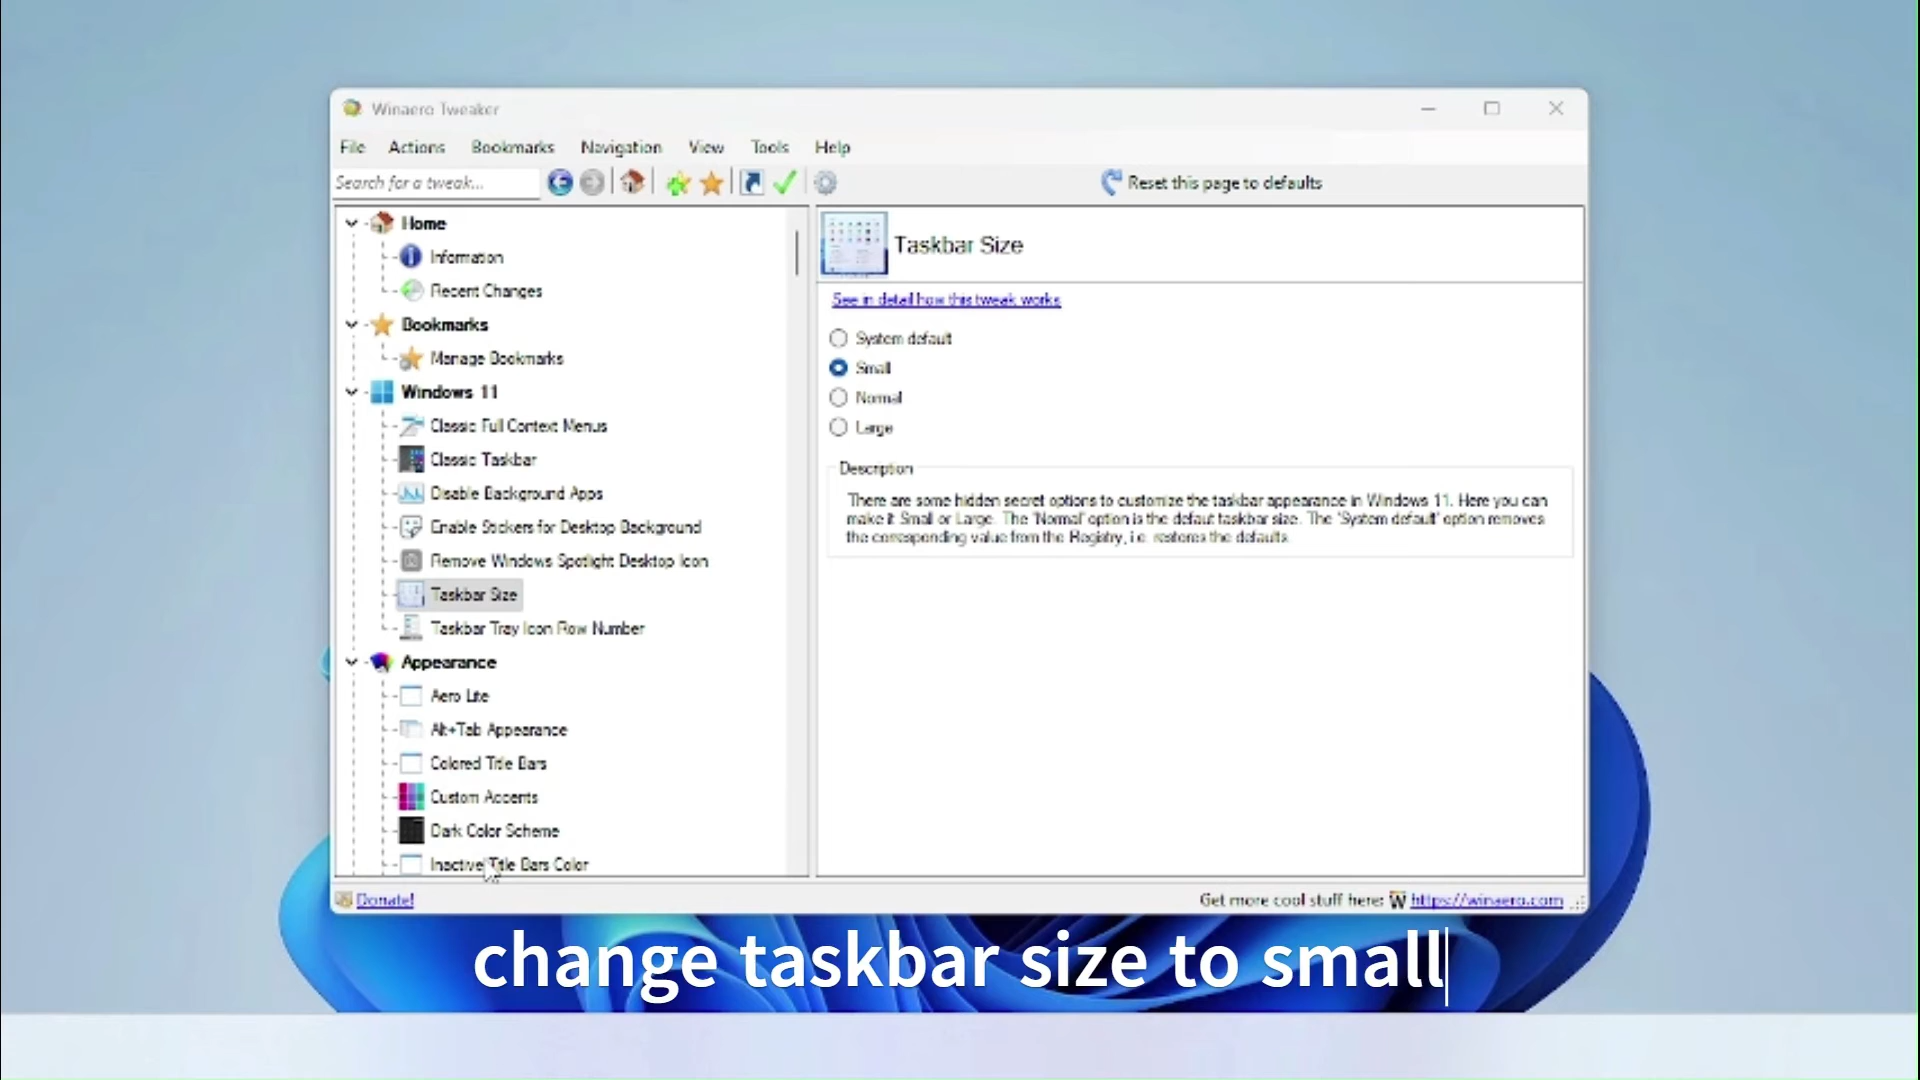 Winaero Tweaker
File Actions Bookmarks Navigation View Tools Help
Search for a tweak...
Reset this page to defaults
Home
Information
Recent Changes
Bookmarks
Manage Bookmarks
Windows 11
Classic Full Context Menus
Classic Taskbar
Disable Background Apps
Enable Stickers for Desktop Background
Remove Windows Spotlight Desktop Icon
Taskbar Size
Taskbar Tray Icon Row Number
Appearance
Aero Lite
Alt+Tab Appearance
Colored Title Bars
Custom Accents
Dark Color Scheme
Inactive Title Bars Color
Taskbar Size
See in detail how this tweak works
System default
Small
Normal
Large
Description
There are some hidden secret options to customize the taskbar appearance in Windows 11. Here you can
make it Small or Large. The 'Normal' option is the defaut taskbar size. The 'System default' option removes
the corresponding value from the Registry, i.e. restores the defaults.
Donate!
Get more cool stuff here: W https://winaero.com
change taskbar size to small